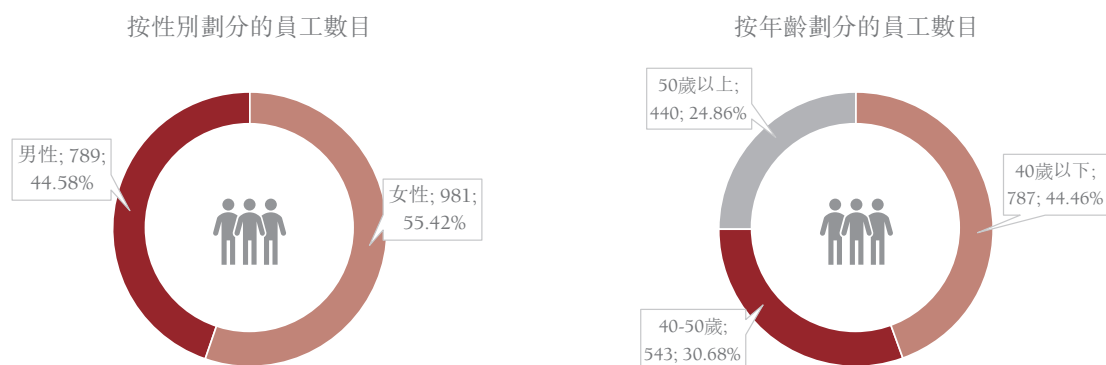 按性別劃分的員工數目
男性; 789;
44.58%
女性; 981;
55.42%
按年齡劃分的員工數目
50歲以上;
440; 24.86%
40歲以下;
787; 44.46%
40-50歲;
543; 30.68%